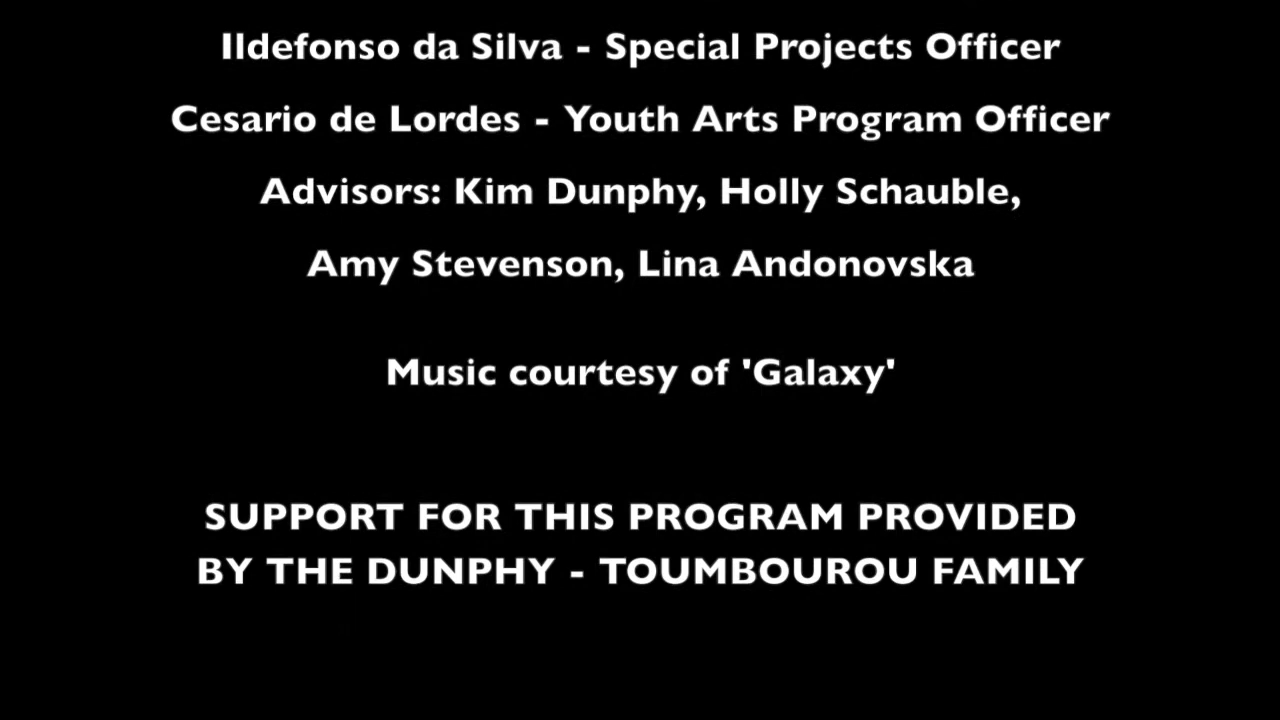 Ildefonso da Silva - Special Projects Officer
Cesario de Lordes - Youth Arts Program Officer
Advisors: Kim Dunphy, Holly Schauble,
Amy Stevenson, Lina Andonovska
Music courtesy of 'Galaxy'
SUPPORT FOR THIS PROGRAM PROVIDED
BY THE DUNPHY - TOUMBOUROU FAMILY